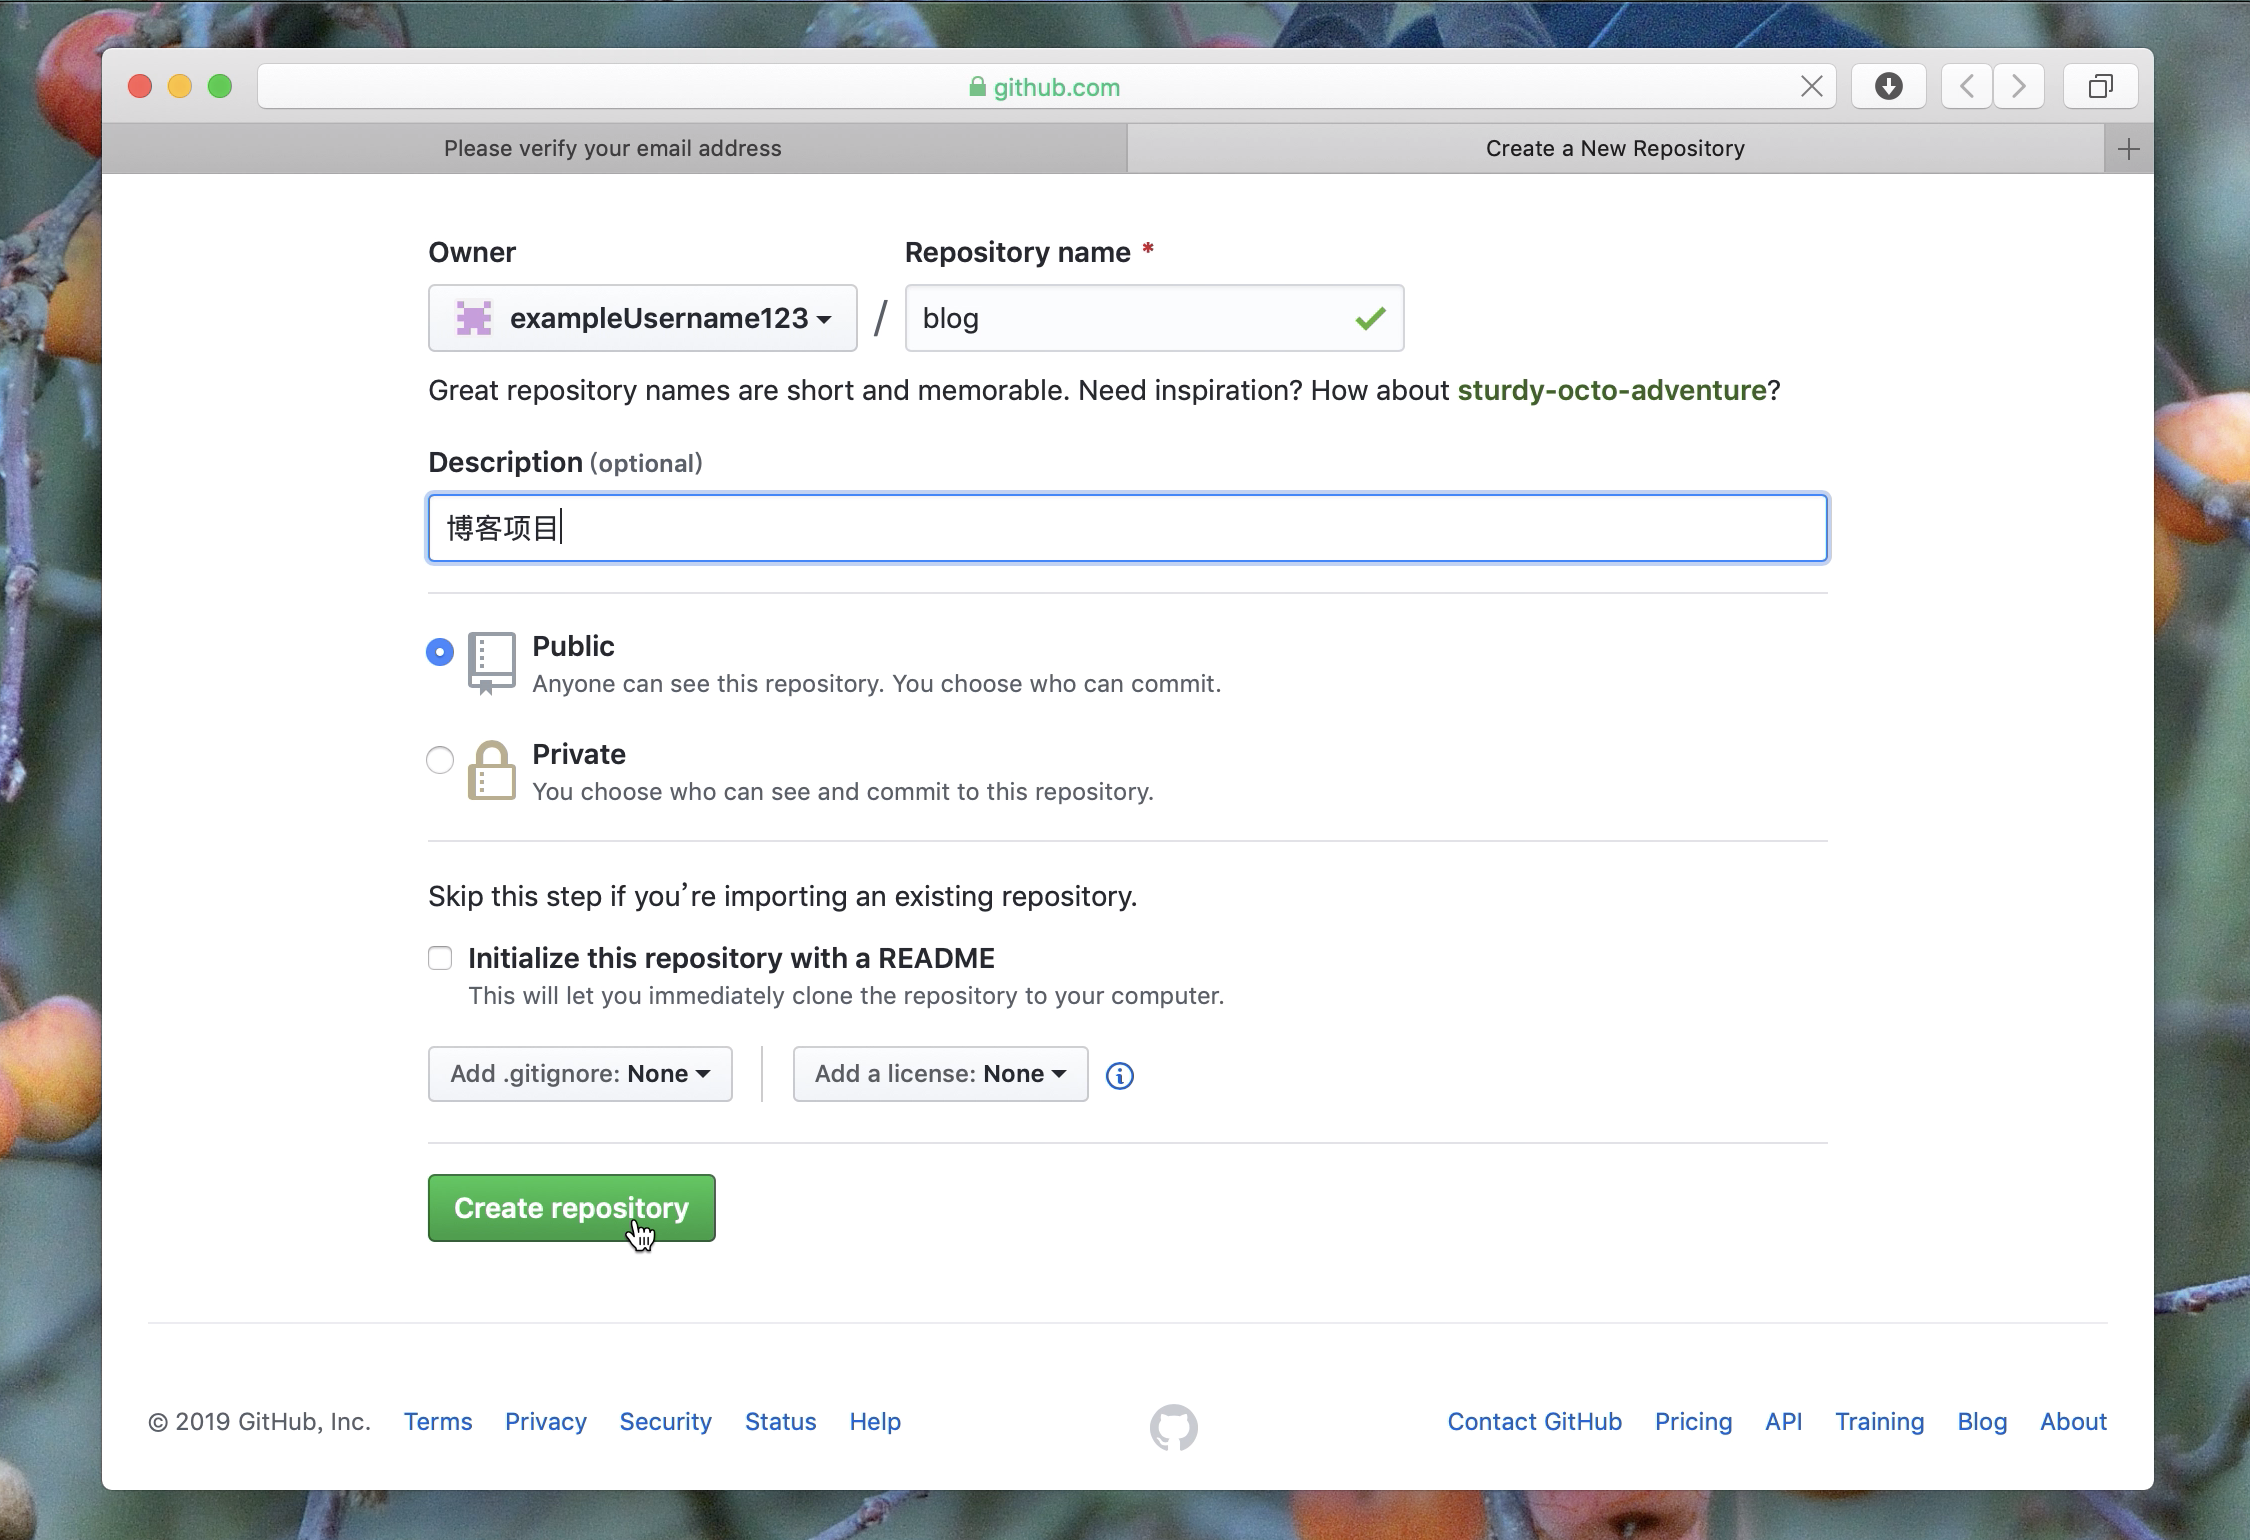 github.com
Please verify your email address
Create a New Repository
Owner
Repository name *
exampleUsername123
/
blog
Great repository names are short and memorable. Need inspiration? How about sturdy-octo-adventure?
Description (optional)
博客项目
Public
Anyone can see this repository. You choose who can commit.
Private
You choose who can see and commit to this repository.
Skip this step if you’re importing an existing repository.
Initialize this repository with a README
This will let you immediately clone the repository to your computer.
Add .gitignore: None
Add a license: None
Create repository
© 2019 GitHub, Inc. Terms Privacy Security Status Help Contact GitHub Pricing API Training Blog About